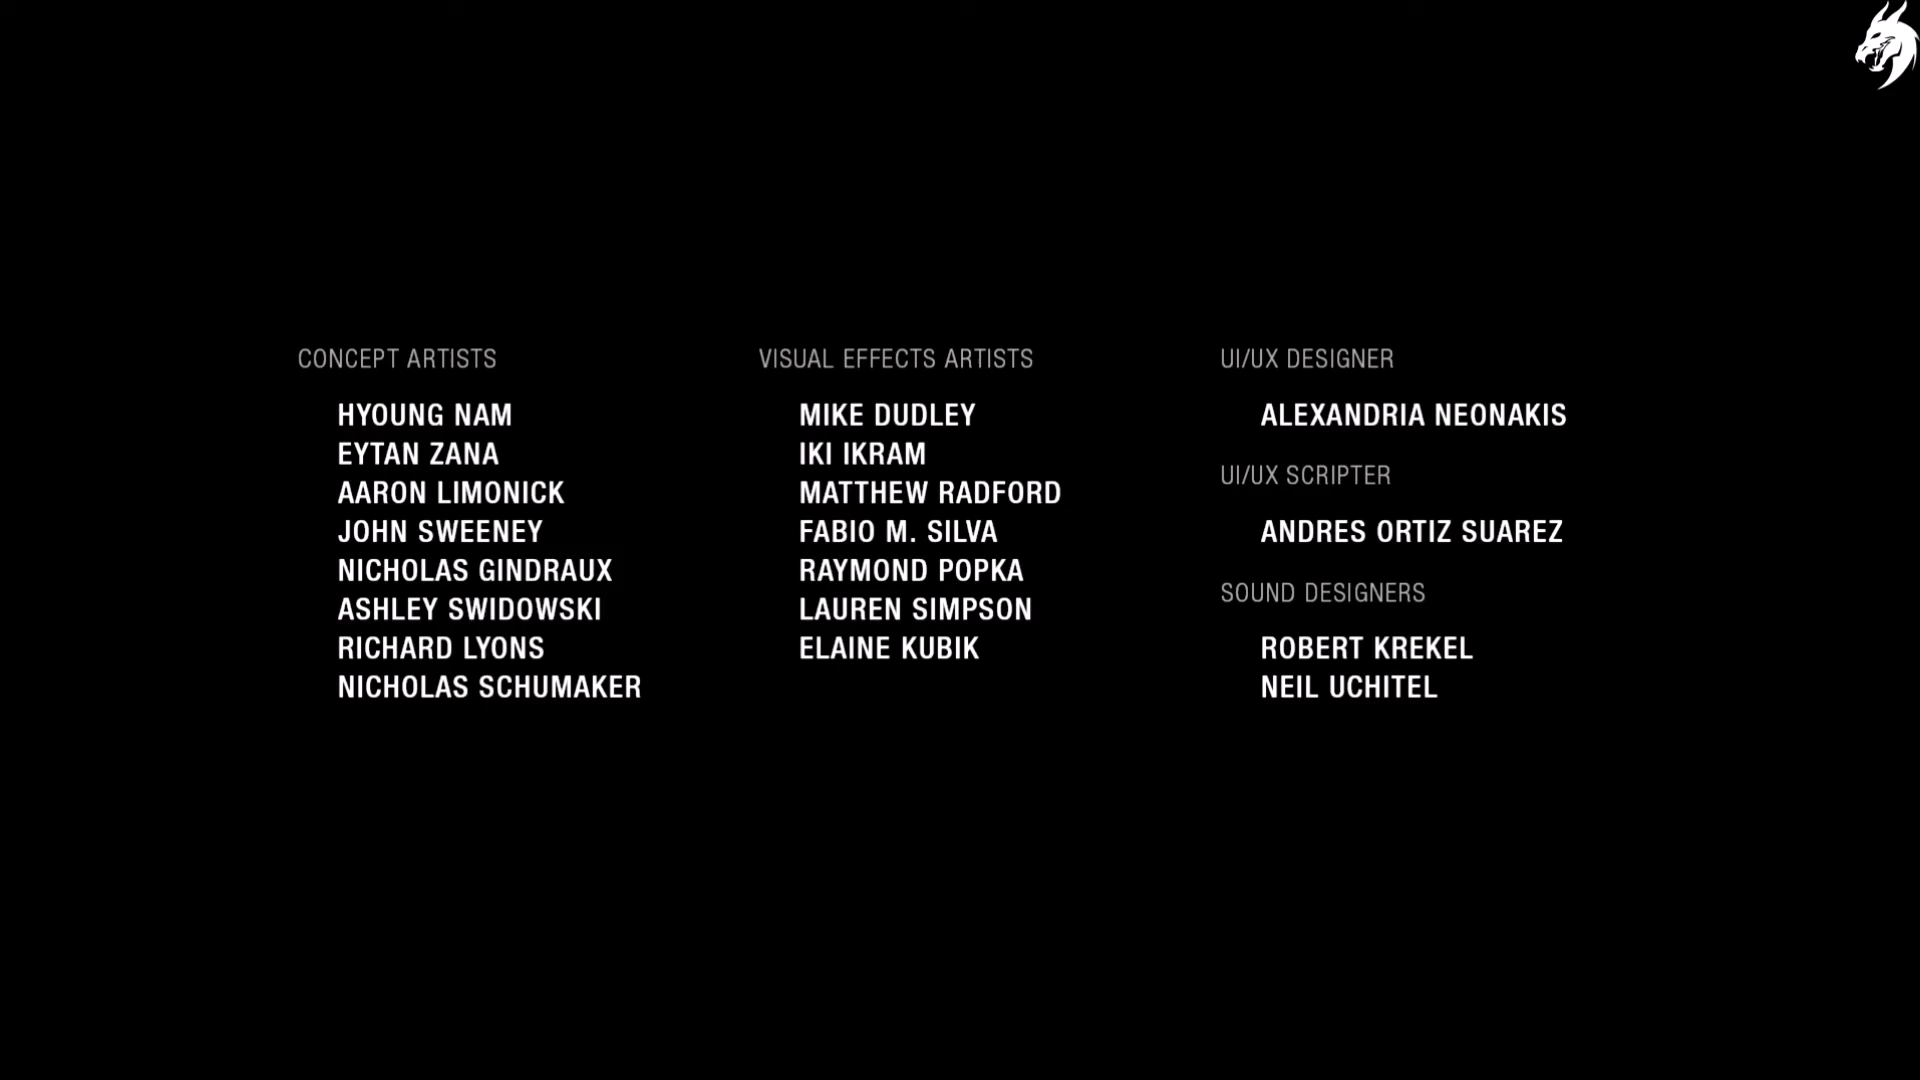 CONCEPT ARTISTS
HYOUNG NAM
EYTAN ZANA
AARON LIMONICK
JOHN SWEENEY
NICHOLAS GINDRAUX
ASHLEY SWIDOWSKI
RICHARD LYONS
NICHOLAS SCHUMAKER
VISUAL EFFECTS ARTISTS
MIKE DUDLEY
IKI IKRAM
MATTHEW RADFORD
FABIO M. SILVA
RAYMOND POPKA
LAUREN SIMPSON
ELAINE KUBIK
UI/UX DESIGNER
ALEXANDRIA NEONAKIS
UI/UX SCRIPTER
ANDRES ORTIZ SUAREZ
SOUND DESIGNERS
ROBERT KREKEL
NEIL UCHITEL